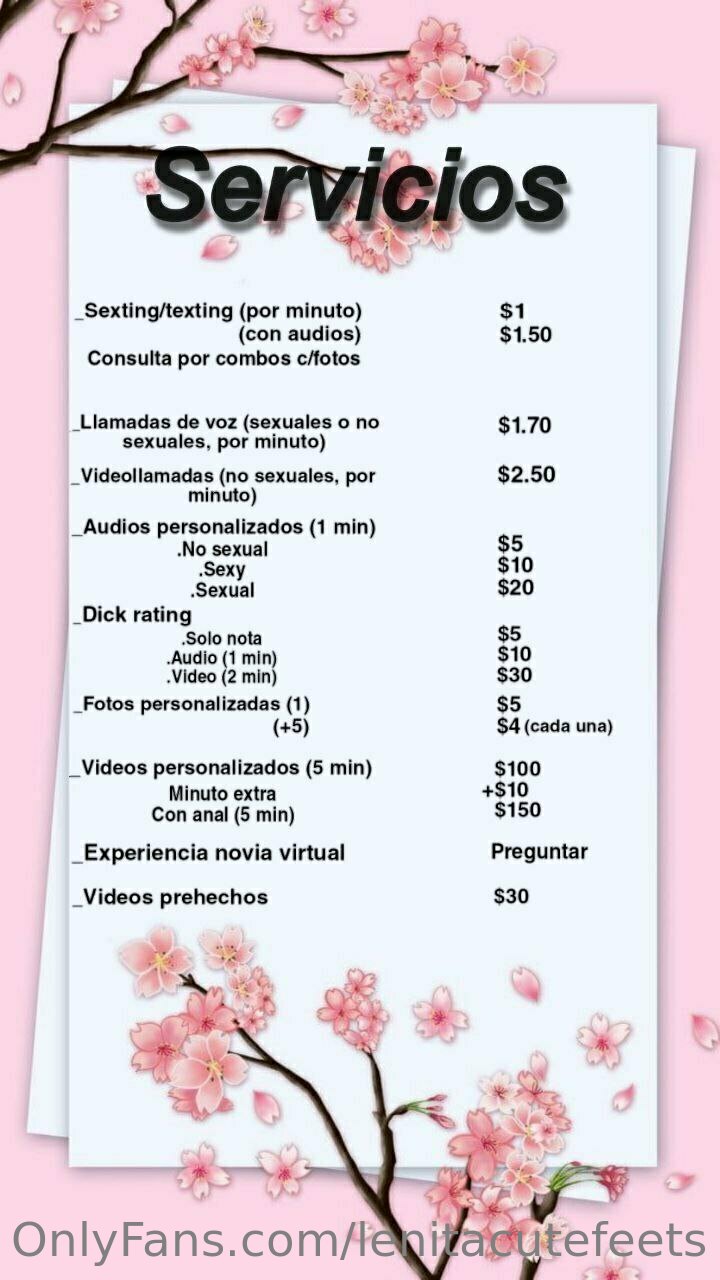 Servicios
_Sexting/texting (por minuto) $1
(con audios) $1.50
Consulta por combos c/fotos
_Llamadas de voz (sexuales o no $1.70
sexuales, por minuto)
_Videollamadas (no sexuales, por $2.50
minuto)
_Audios personalizados (1 min)
.No sexual $5
.Sexy $10
.Sexual $20
_Dick rating
.Solo nota $5
.Audio (1 min) $10
.Video (2 min) $30
_Fotos personalizadas (1) $5
(+5) $4 (cada una)
_Videos personalizados (5 min) $100
Minuto extra +$10
Con anal (5 min) $150
_Experiencia novia virtual Preguntar
_Videos prehechos $30
OnlyFans.com/lenitacutefeets